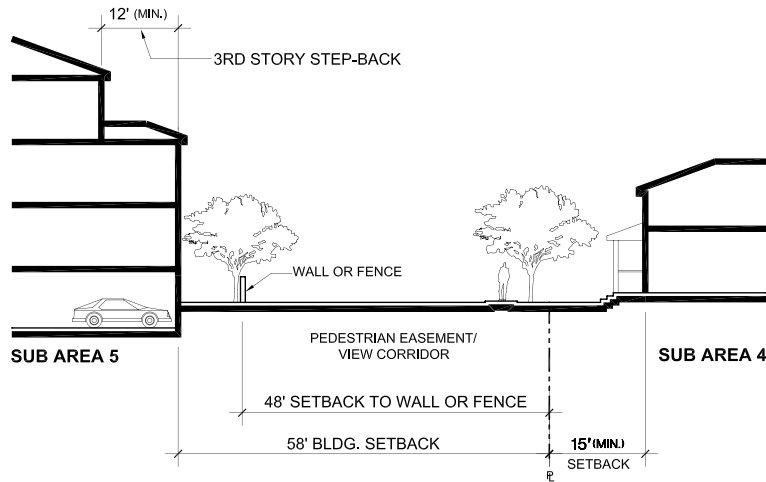 12' (MIN.)
3RD STORY STEP-BACK
WALL OR FENCE
PEDESTRIAN EASEMENT/
VIEW CORRIDOR
SUB AREA 5
SUB AREA 4
48' SETBACK TO WALL OR FENCE
58' BLDG. SETBACK
15'(MIN.)
SETBACK
PL